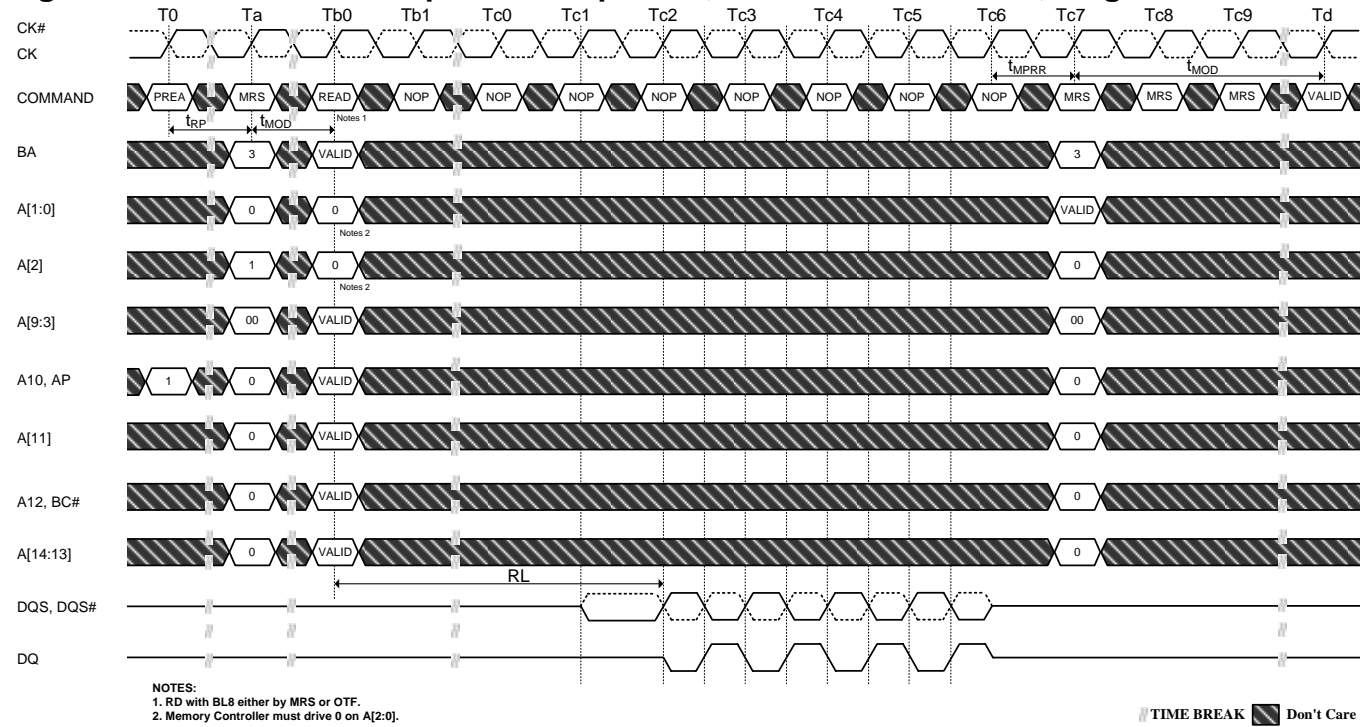 T0 Ta Tb0 Tb1 Tc0 Tc1 Tc2 Tc3 Tc4 Tc5 Tc6 Tc7 Tc8 Tc9 Td
CK#
CK
tMPRR tMOD
COMMAND PREA MRS READ NOP NOP NOP NOP NOP NOP NOP NOP MRS MRS MRS VALID
tRP tMOD Notes 1
BA 3 VALID 3
A[1:0] 0 0 VALID
Notes 2
A[2] 1 0 0
Notes 2
A[9:3] 00 VALID 00
A10, AP 1 0 VALID 0
A[11] 0 VALID 0
A12, BC# 0 VALID 0
A[14:13] 0 VALID 0
RL
DQS, DQS#
DQ
NOTES:
1. RD with BL8 either by MRS or OTF.
2. Memory Controller must drive 0 on A[2:0].
TIME BREAK Don't Care